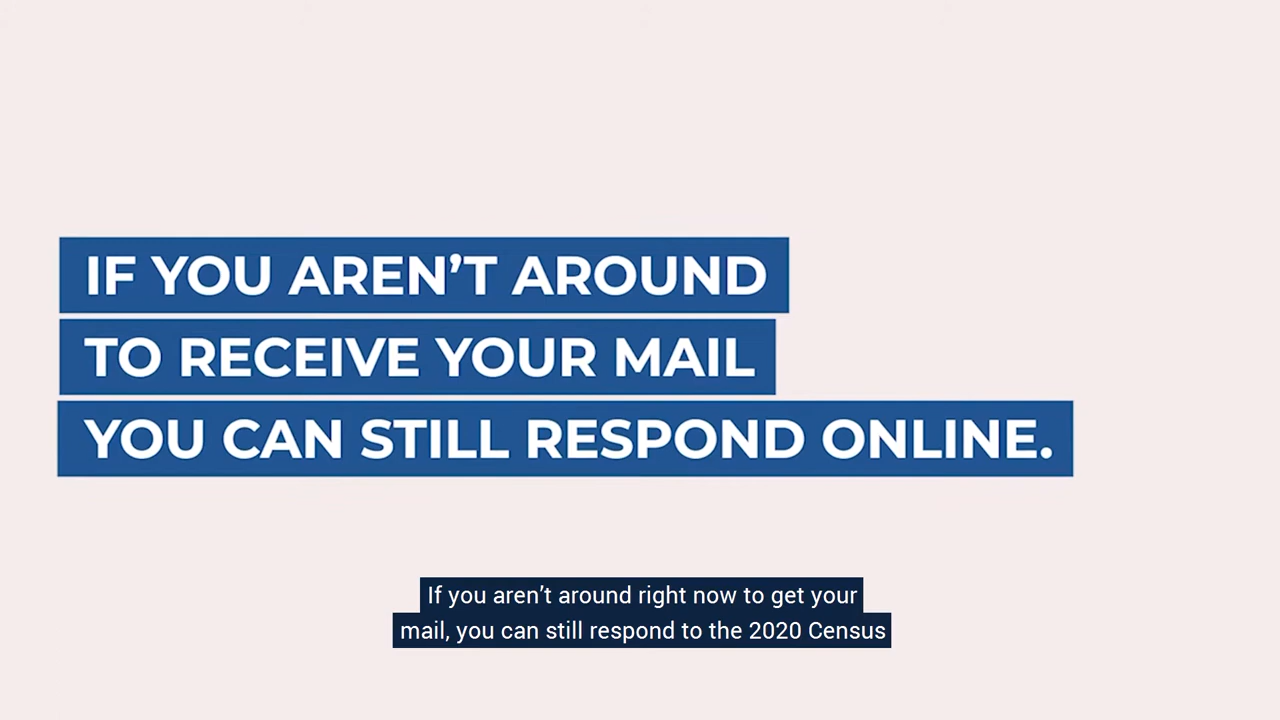 IF YOU AREN’T AROUND
TO RECEIVE YOUR MAIL
YOU CAN STILL RESPOND ONLINE.
If you aren't around right now to get your
mail, you can still respond to the 2020 Census